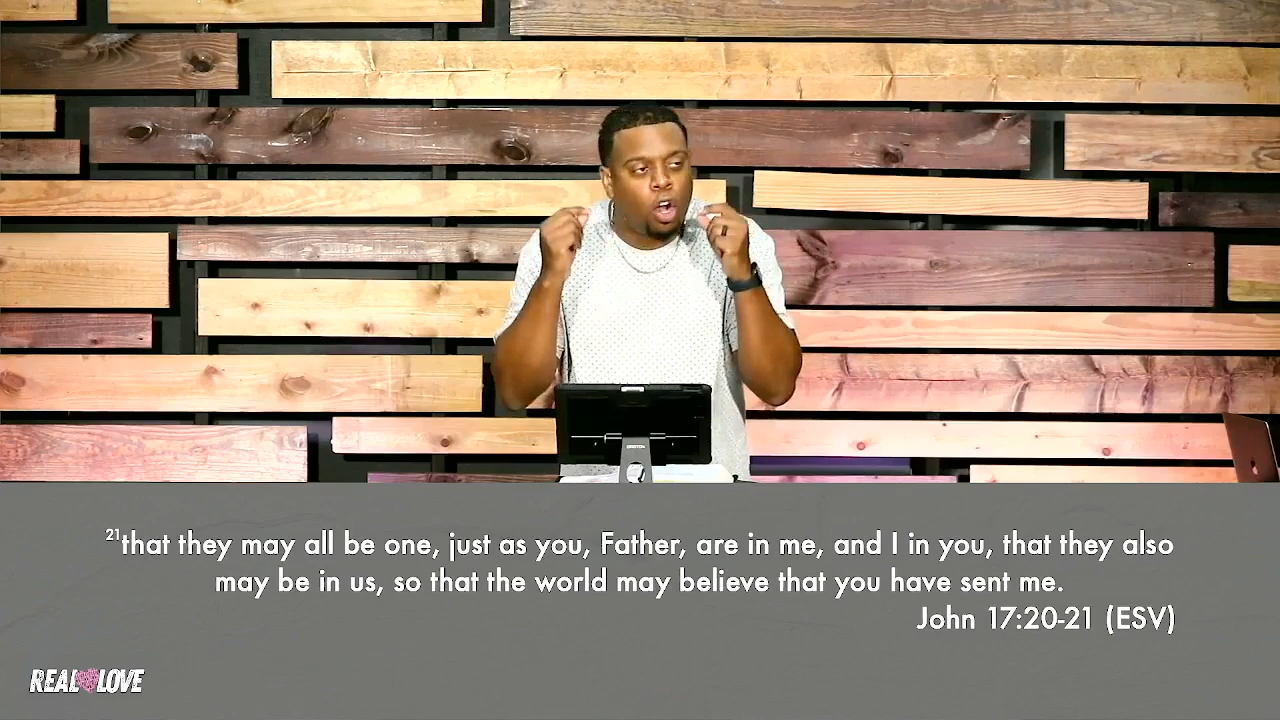 ²¹that they may all be one, just as you, Father, are in me, and I in you, that they also
may be in us, so that the world may believe that you have sent me.
John 17:20-21 (ESV)
REAL LOVE